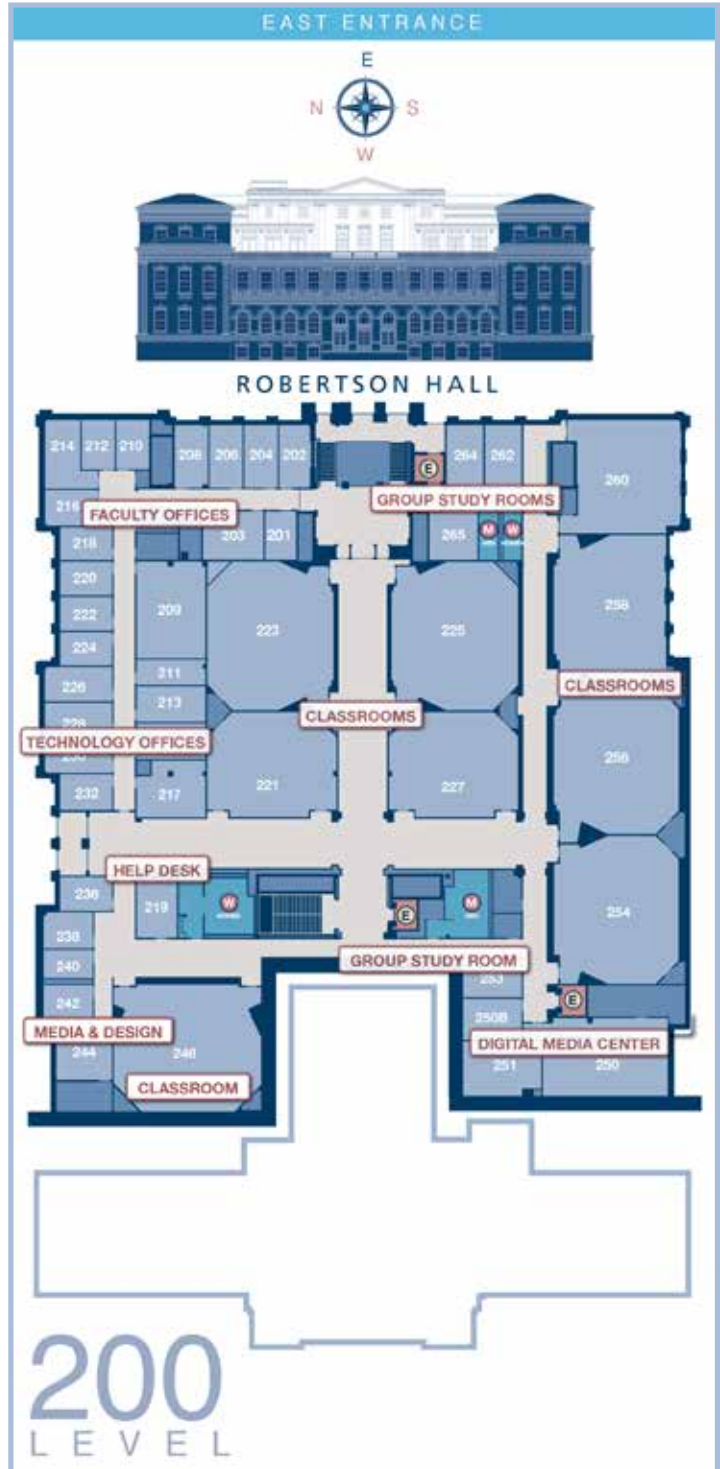 EAST ENTRANCE
E
N S
W
ROBERTSON HALL
214 212 210 208 206 204 202 264 262 260
E
216
FACULTY OFFICES
GROUP STUDY ROOMS
218 203 201 265 M W
220
209
222 223 225 258
224
211
226 213
CLASSROOMS
CLASSROOMS
228
TECHNOLOGY OFFICES
230
232 217 221 227 256
HELP DESK
236 219 W E M 254
238
GROUP STUDY ROOM
240
253
242 E
250B
MEDIA & DESIGN
DIGITAL MEDIA CENTER
244 246 251 250
CLASSROOM
200
LEVEL